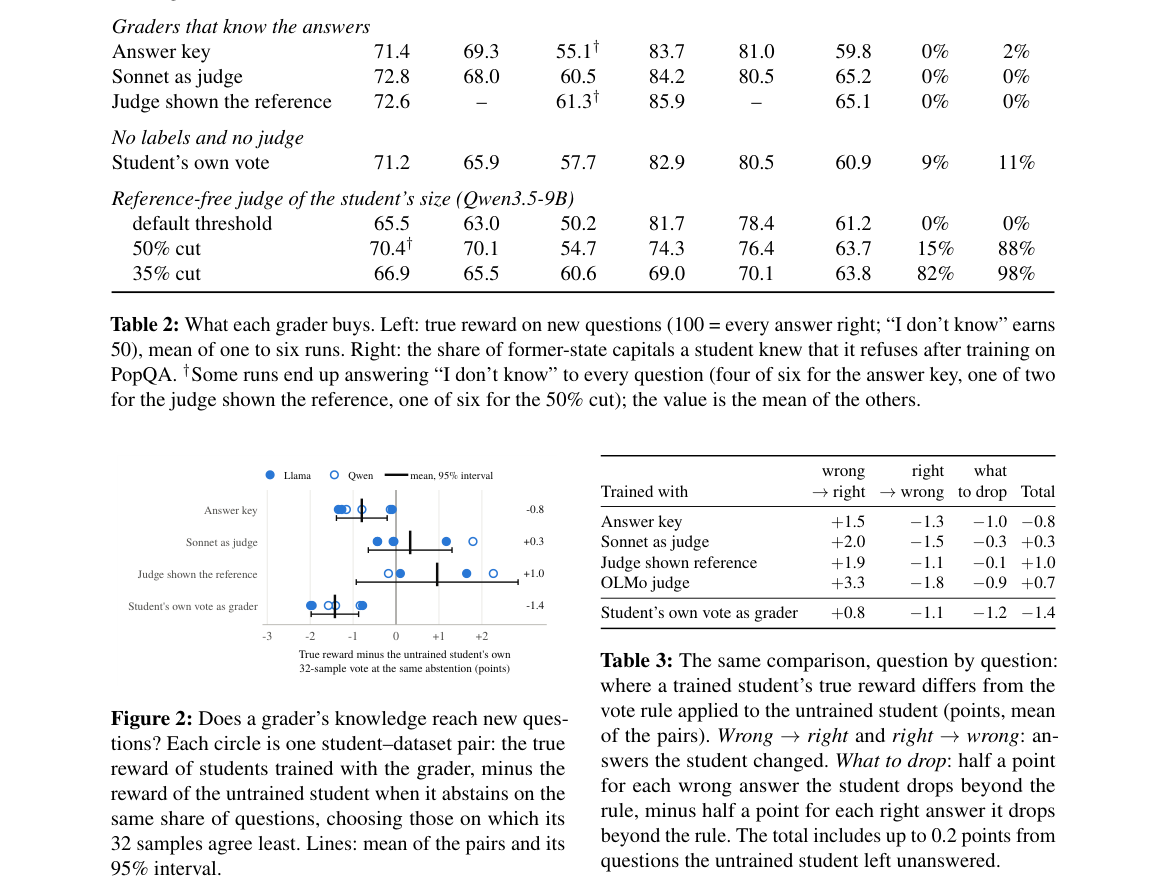 Graders that know the answers
Answer key 71.4 69.3 55.1† 83.7 81.0 59.8 0% 2%
Sonnet as judge 72.8 68.0 60.5 84.2 80.5 65.2 0% 0%
Judge shown the reference 72.6 – 61.3† 85.9 – 65.1 0% 0%
No labels and no judge
Student’s own vote 71.2 65.9 57.7 82.9 80.5 60.9 9% 11%
Reference-free judge of the student’s size (Qwen3.5-9B)
default threshold 65.5 63.0 50.2 81.7 78.4 61.2 0% 0%
50% cut 70.4† 70.1 54.7 74.3 76.4 63.7 15% 88%
35% cut 66.9 65.5 60.6 69.0 70.1 63.8 82% 98%
Table 2: What each grader buys. Left: true reward on new questions (100 = every answer right; “I don’t know” earns
50), mean of one to six runs. Right: the share of former-state capitals a student knew that it refuses after training on
PopQA. †Some runs end up answering “I don’t know” to every question (four of six for the answer key, one of two
for the judge shown the reference, one of six for the 50% cut); the value is the mean of the others.
Llama Qwen mean, 95% interval
Answer key -0.8
Sonnet as judge +0.3
Judge shown the reference +1.0
Student's own vote as grader -1.4
-3 -2 -1 0 +1 +2
True reward minus the untrained student's own
32-sample vote at the same abstention (points)
Figure 2: Does a grader’s knowledge reach new ques-
tions? Each circle is one student–dataset pair: the true
reward of students trained with the grader, minus the
reward of the untrained student when it abstains on the
same share of questions, choosing those on which its
32 samples agree least. Lines: mean of the pairs and its
95% interval.
wrong right what
Trained with → right → wrong to drop Total
Answer key +1.5 −1.3 −1.0 −0.8
Sonnet as judge +2.0 −1.5 −0.3 +0.3
Judge shown reference +1.9 −1.1 −0.1 +1.0
OLMo judge +3.3 −1.8 −0.9 +0.7
Student’s own vote as grader +0.8 −1.1 −1.2 −1.4
Table 3: The same comparison, question by question:
where a trained student’s true reward differs from the
vote rule applied to the untrained student (points, mean
of the pairs). Wrong → right and right → wrong: an-
swers the student changed. What to drop: half a point
for each wrong answer the student drops beyond the
rule, minus half a point for each right answer it drops
beyond the rule. The total includes up to 0.2 points from
questions the untrained student left unanswered.